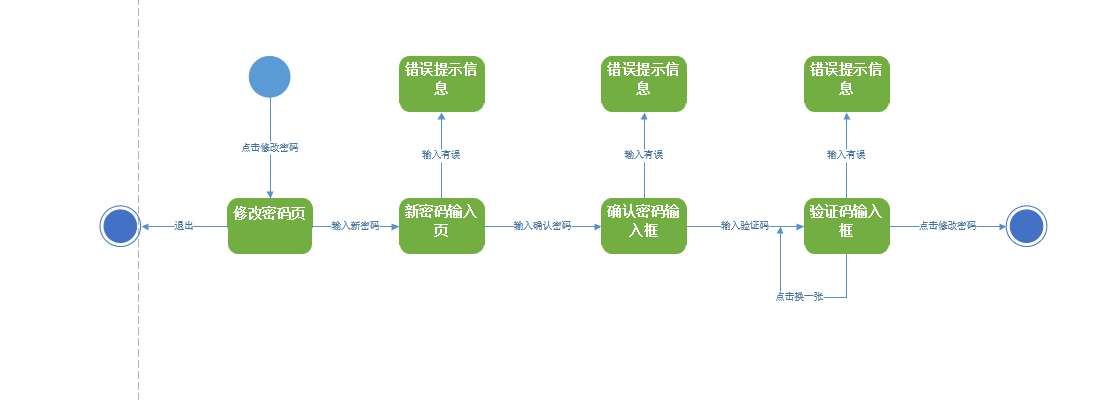 错误提示信
息
错误提示信
息
错误提示信
息
点击修改密码
输入有误
输入有误
输入有误
退出
修改密码页
输入新密码
新密码输入
页
输入确认密码
确认密码输
入框
输入验证码
验证码输入
框
点击修改密码
点击换一张